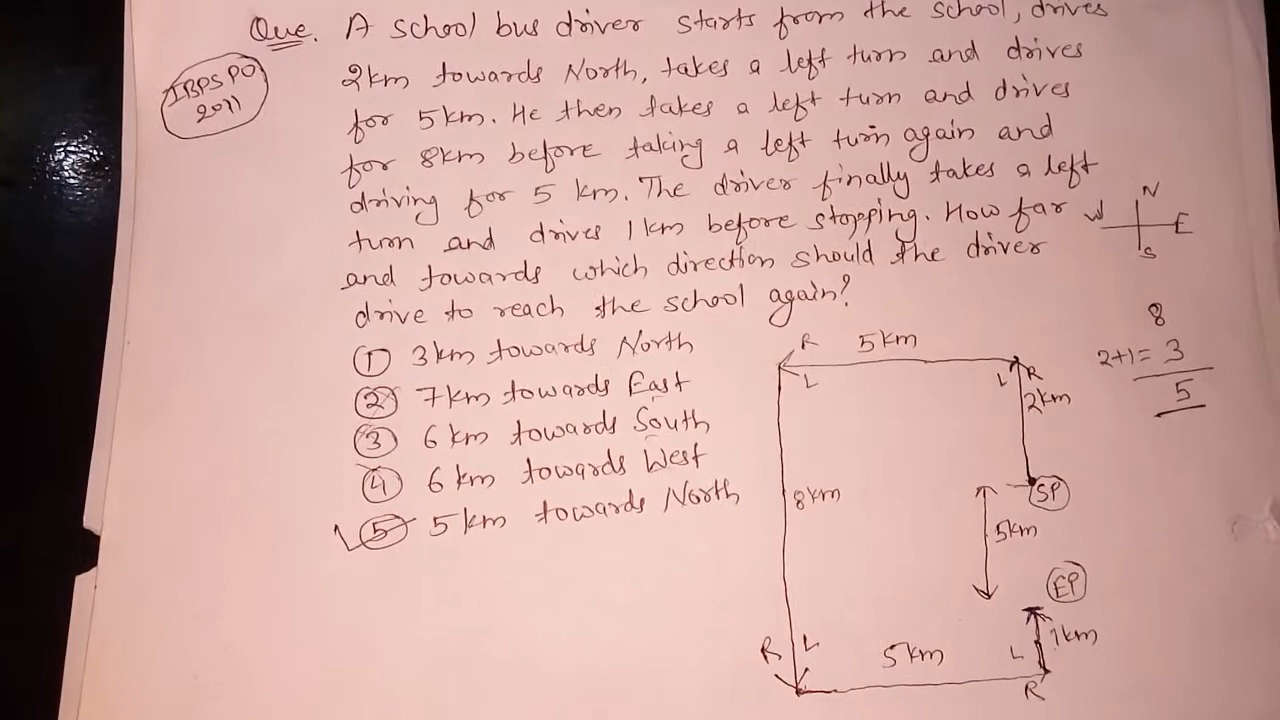 Que. A school bus driver starts from the school, drives
IBPS PO
2011
2km towards North, takes a left turn and drives
for 5km. He then takes a left turn and drives
for 8km before taking a left turn again and
driving for 5 km. The driver finally takes a left
turn and drives 1km before stopping. How far
and towards which direction should the driver
drive to reach the school again?
N
W E
S
① 3km towards North
② 7km towards East
③ 6 km towards South
④ 6 km towards West
⑤ 5km towards North
R 5km
L L R
2km
8
2+1= 3
5
8km
SP
5km
EP
R L 5km L 1km
R